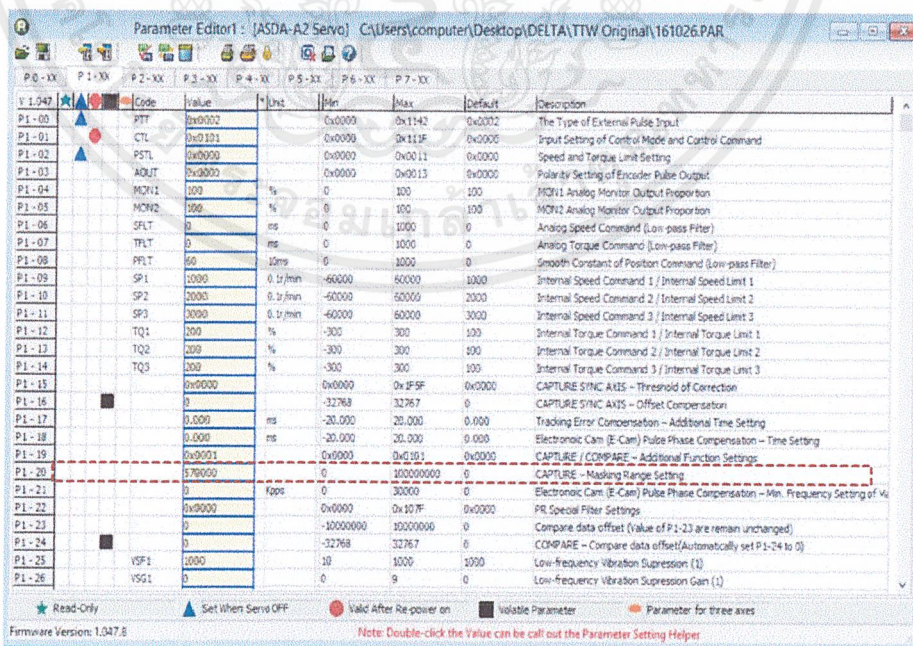 Parameter Editor1 : [ASDA-A2 Servo] C:\Users\computer\Desktop\DELTA\TTW Original\161026.PAR
P 0 - XX P 1 - XX P 2 - XX P 3 - XX P 4 - XX P 5 - XX P 6 - XX P 7 - XX
V 1.047 Code Value * Unit Min Max Default Description
P1 - 00 PTT 0x0002 0x0000 0x1142 0x0002 The Type of External Pulse Input
P1 - 01 CTL 0x0101 0x0000 0x111F 0x0000 Input Setting of Control Mode and Control Command
P1 - 02 PSTL 0x0000 0x0000 0x0011 0x0000 Speed and Torque Limit Setting
P1 - 03 AOUT 0x0000 0x0000 0x0013 0x0000 Polarity Setting of Encoder Pulse Output
P1 - 04 MON1 100 % 0 100 100 MON1 Analog Monitor Output Proportion
P1 - 05 MON2 100 % 0 100 100 MON2 Analog Monitor Output Proportion
P1 - 06 SFLT 0 ms 0 1000 0 Analog Speed Command (Low-pass Filter)
P1 - 07 TFLT 0 ms 0 1000 0 Analog Torque Command (Low-pass Filter)
P1 - 08 PFLT 60 10ms 0 1000 0 Smooth Constant of Position Command (Low-pass Filter)
P1 - 09 SP1 1000 0.1r/min -60000 60000 1000 Internal Speed Command 1 / Internal Speed Limit 1
P1 - 10 SP2 2000 0.1r/min -60000 60000 2000 Internal Speed Command 2 / Internal Speed Limit 2
P1 - 11 SP3 3000 0.1r/min -60000 60000 3000 Internal Speed Command 3 / Internal Speed Limit 3
P1 - 12 TQ1 200 % -300 300 100 Internal Torque Command 1 / Internal Torque Limit 1
P1 - 13 TQ2 200 % -300 300 100 Internal Torque Command 2 / Internal Torque Limit 2
P1 - 14 TQ3 200 % -300 300 100 Internal Torque Command 3 / Internal Torque Limit 3
P1 - 15 0x0000 0x0000 0x1F5F 0x0000 CAPTURE SYNC AXIS – Threshold of Correction
P1 - 16 0 -32768 32767 0 CAPTURE SYNC AXIS – Offset Compensation
P1 - 17 0.000 ms -20.000 20.000 0.000 Tracking Error Compensation – Additional Time Setting
P1 - 18 0.000 ms -20.000 20.000 0.000 Electronoic Cam (E-Cam) Pulse Phase Compensation – Time Setting
P1 - 19 0x0001 0x0000 0x0101 0x0000 CAPTURE / COMPARE – Additional Function Settings
P1 - 20 570000 0 100000000 0 CAPTURE – Masking Range Setting
P1 - 21 0 Kpps 0 30000 0 Electronoic Cam (E-Cam) Pulse Phase Compensation – Min. Frequency Setting of
P1 - 22 0x0000 0x0000 0x107F 0x0000 PR Special Filter Settings
P1 - 23 0 -10000000 10000000 0 Compare data offset (Value of P1-23 are remain unchanged)
P1 - 24 0 -32768 32767 0 COMPARE – Compare data offset(Automatically set P1-24 to 0)
P1 - 25 VSF1 1000 10 1000 1000 Low-frequency Vibration Supression (1)
P1 - 26 VSG1 0 0 9 0 Low-frequency Vibration Supression Gain (1)
Read-Only Set When Servo OFF Valid After Re-power on Volatile Parameter Parameter for three axes
Firmware Version: 1.047.8 Note: Double-click the Value can be call out the Parameter Setting Helper